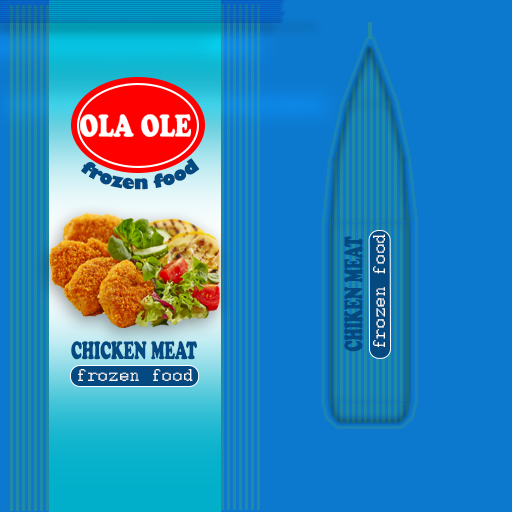 OLA OLE
frozen food
CHICKEN MEAT
frozen food
CHIKEN MEAT
frozen food